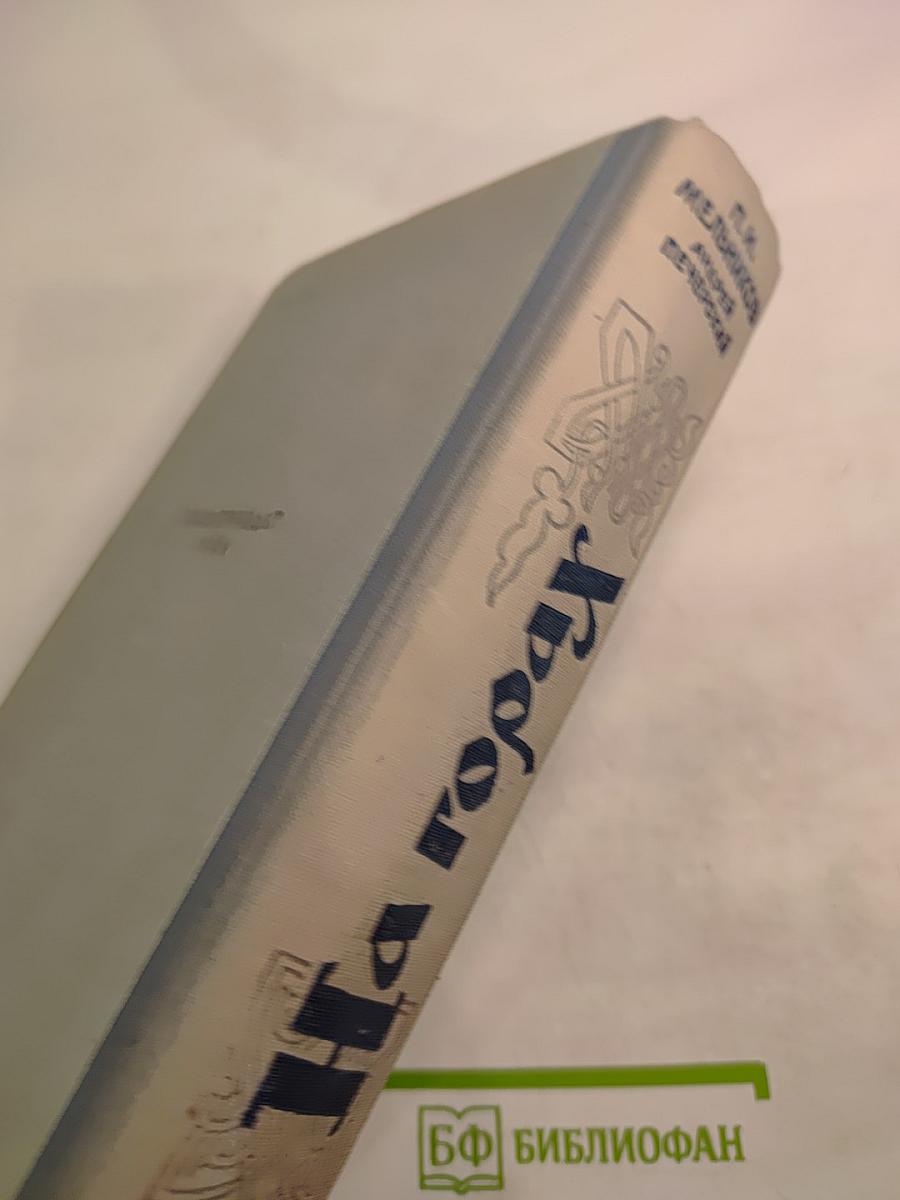 П.И.
МЕЛЬНИКОВ
АНДРЕЙ
ПЕЧЕРСКИЙ
На горах
БФ БИБЛИОФАН